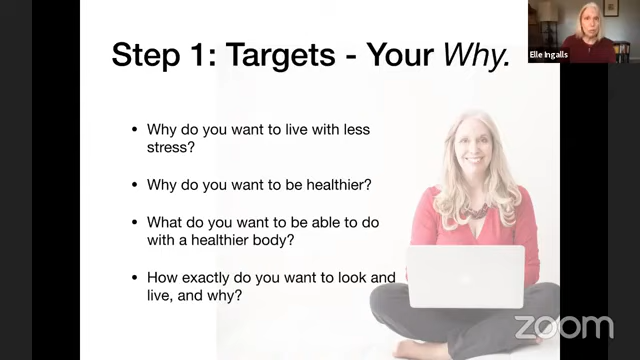 Step 1: Targets - Your Why.
Elle Ingalls
• Why do you want to live with less
stress?
• Why do you want to be healthier?
• What do you want to be able to do
with a healthier body?
• How exactly do you want to look and
live, and why?
zoom